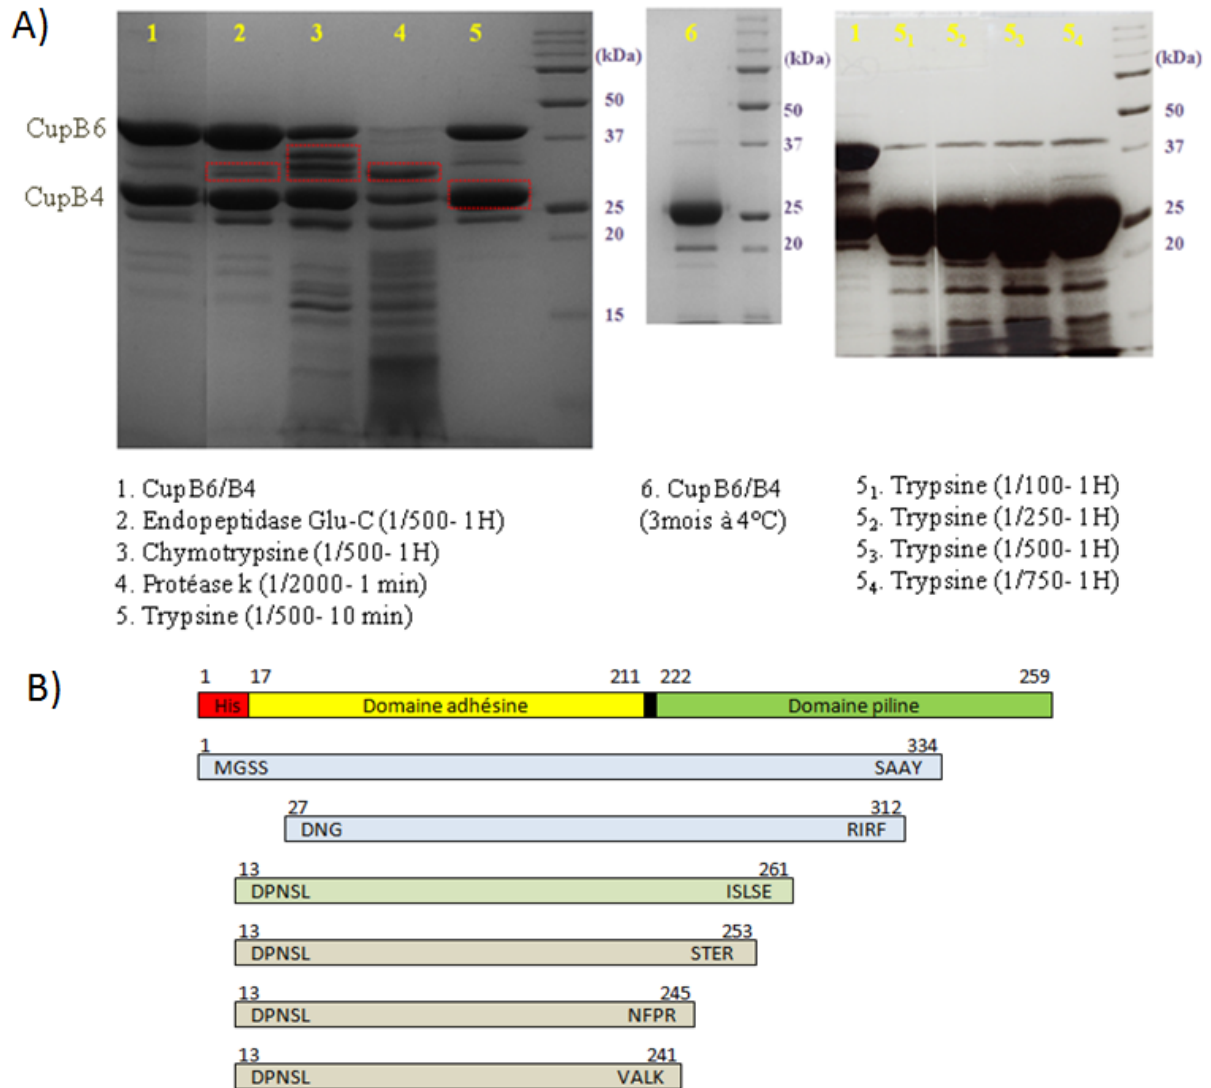 A)
1 2 3 4 5
(kDa)
CupB6
CupB4
50
37
25
20
15
6
(kDa)
50
37
25
20
1 5₁ 5₂ 5₃ 5₄
(kDa)
50
37
25
20
1. CupB6/B4
2. Endopeptidase Glu-C (1/500- 1H)
3. Chymotrypsine (1/500- 1H)
4. Protéase k (1/2000- 1 min)
5. Trypsine (1/500- 10 min)
6. CupB6/B4
(3mois à 4°C)
5₁. Trypsine (1/100- 1H)
5₂. Trypsine (1/250- 1H)
5₃. Trypsine (1/500- 1H)
5₄. Trypsine (1/750- 1H)
B)
1 17 211 222 259
His Domaine adhésine Domaine piline
1 334
MGSS SAAY
27 312
DNG RIRF
13 261
DPNSL ISLSE
13 253
DPNSL STER
13 245
DPNSL NFPR
13 241
DPNSL VALK